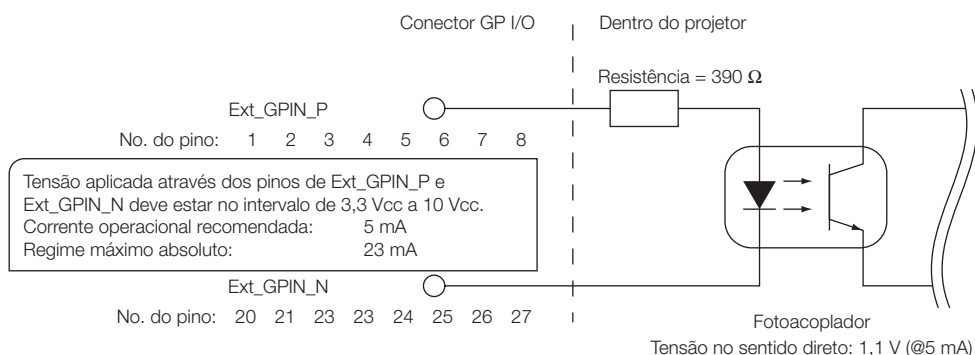 Conector GP I/O
Dentro do projetor
Resistência = 390 Ω
Ext_GPIN_P
No. do pino: 1 2 3 4 5 6 7 8
Tensão aplicada através dos pinos de Ext_GPIN_P e
Ext_GPIN_N deve estar no intervalo de 3,3 Vcc a 10 Vcc.
Corrente operacional recomendada: 5 mA
Regime máximo absoluto: 23 mA
Ext_GPIN_N
No. do pino: 20 21 23 23 24 25 26 27
Fotoacoplador
Tensão no sentido direto: 1,1 V (@5 mA)